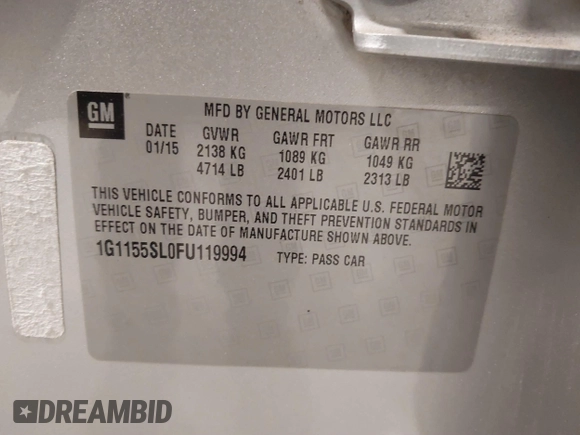 GM
MFD BY GENERAL MOTORS LLC
DATE GVWR GAWR FRT GAWR RR
01/15 2138 KG 1089 KG 1049 KG
4714 LB 2401 LB 2313 LB
THIS VEHICLE CONFORMS TO ALL APPLICABLE U.S. FEDERAL MOTOR
VEHICLE SAFETY, BUMPER, AND THEFT PREVENTION STANDARDS IN
EFFECT ON THE DATE OF MANUFACTURE SHOWN ABOVE.
1G1155SL0FU119994 TYPE: PASS CAR
DREAMBID